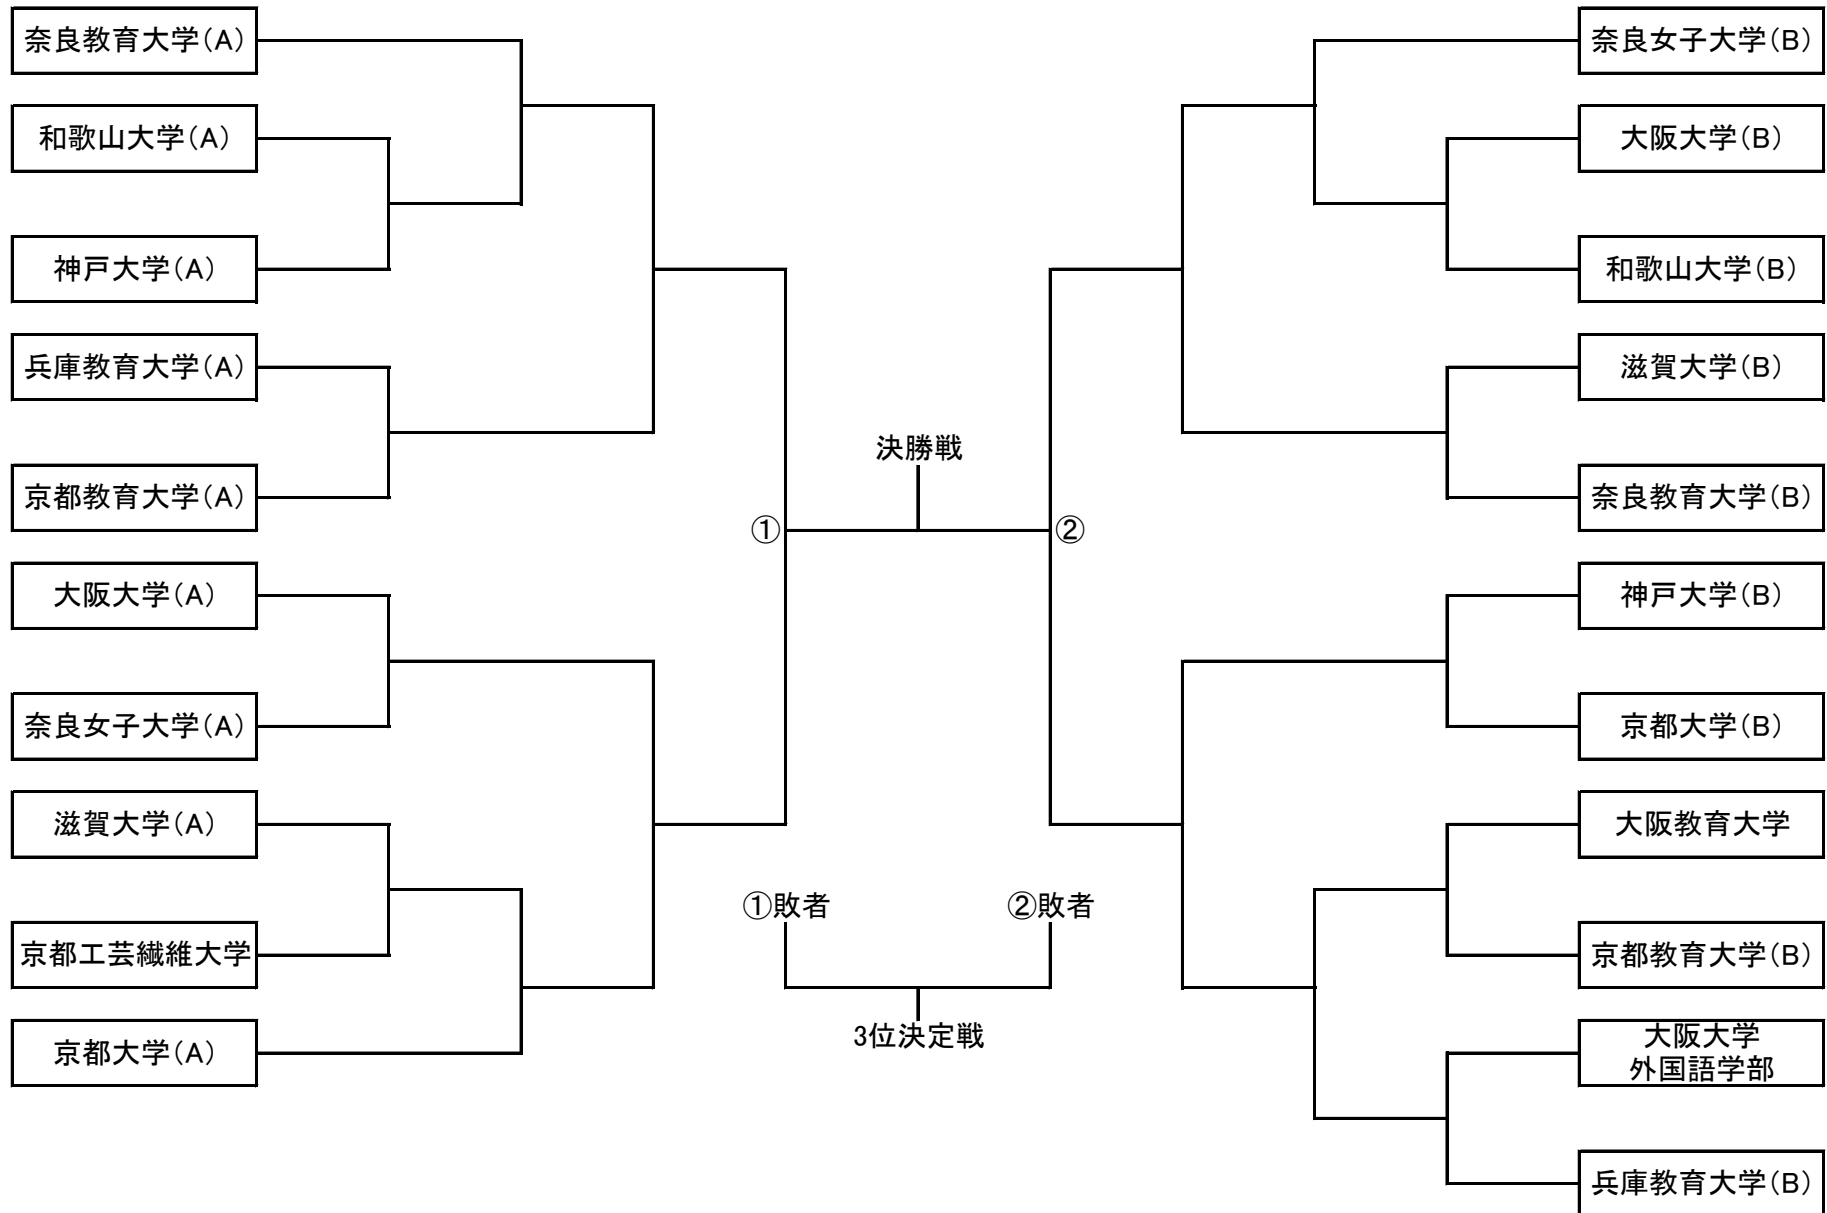 奈良教育大学(A)
和歌山大学(A)
神戸大学(A)
兵庫教育大学(A)
京都教育大学(A)
大阪大学(A)
奈良女子大学(A)
滋賀大学(A)
京都工芸繊維大学
京都大学(A)
決勝戦
①
②
①敗者
②敗者
3位決定戦
奈良女子大学(B)
大阪大学(B)
和歌山大学(B)
滋賀大学(B)
奈良教育大学(B)
神戸大学(B)
京都大学(B)
大阪教育大学
京都教育大学(B)
大阪大学
外国語学部
兵庫教育大学(B)